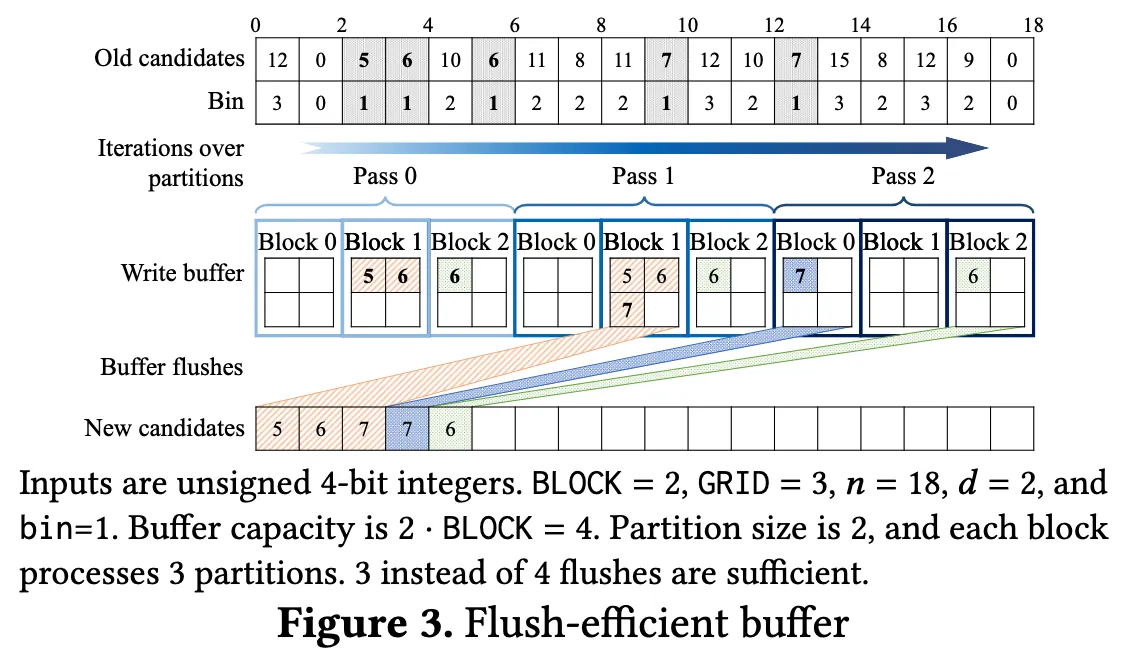 0 2 4 6 8 10 12 14 16 18
Old candidates 12 0 5 6 10 6 11 8 11 7 12 10 7 15 8 12 9 0
Bin 3 0 1 1 2 1 2 2 2 1 3 2 1 3 2 3 2 0
Iterations over
partitions
Pass 0 Pass 1 Pass 2
Block 0 Block 1 Block 2 Block 0 Block 1 Block 2 Block 0 Block 1 Block 2
Write buffer 5 6 6 5 6 6 7 6
7
Buffer flushes
New candidates 5 6 7 7 6
Inputs are unsigned 4-bit integers. BLOCK = 2, GRID = 3, n = 18, d = 2, and
bin=1. Buffer capacity is 2 · BLOCK = 4. Partition size is 2, and each block
processes 3 partitions. 3 instead of 4 flushes are sufficient.
Figure 3. Flush-efficient buffer